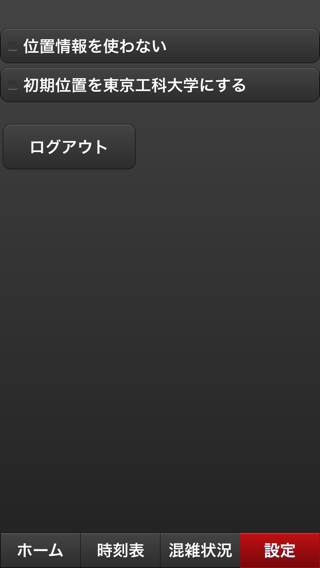 位置情報を使わない
初期位置を東京工科大学にする
ログアウト
ホーム 時刻表 混雑状況 設定